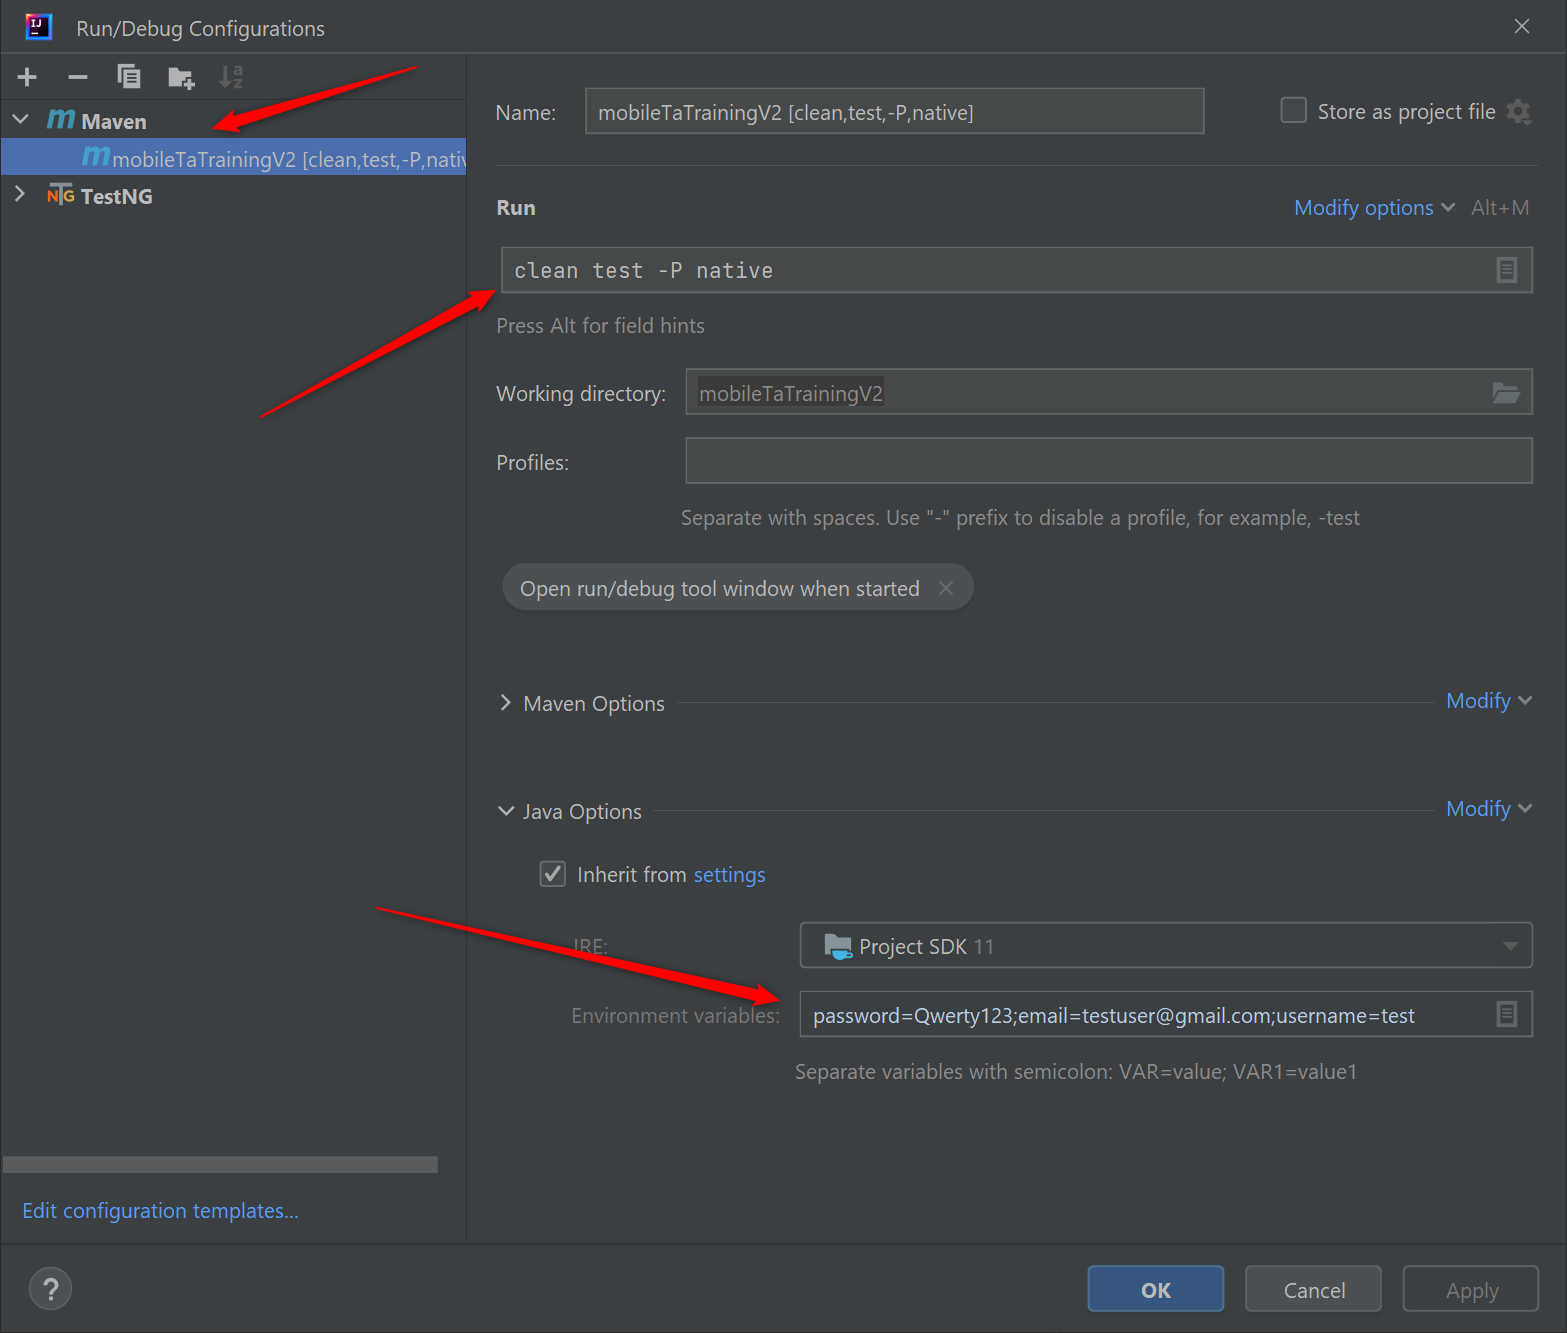 Run/Debug Configurations
Maven
mobileTaTrainingV2 [clean,test,-P,nativ
TestNG
Edit configuration templates...
Name: mobileTaTrainingV2 [clean,test,-P,native] Store as project file
Run Modify options Alt+M
clean test -P native
Press Alt for field hints
Working directory: mobileTaTrainingV2
Profiles:
Separate with spaces. Use "-" prefix to disable a profile, for example, -test
Open run/debug tool window when started
Maven Options Modify
Java Options Modify
Inherit from settings
JRE: Project SDK 11
Environment variables: password=Qwerty123;email=testuser@gmail.com;username=test
Separate variables with semicolon: VAR=value; VAR1=value1
? OK Cancel Apply